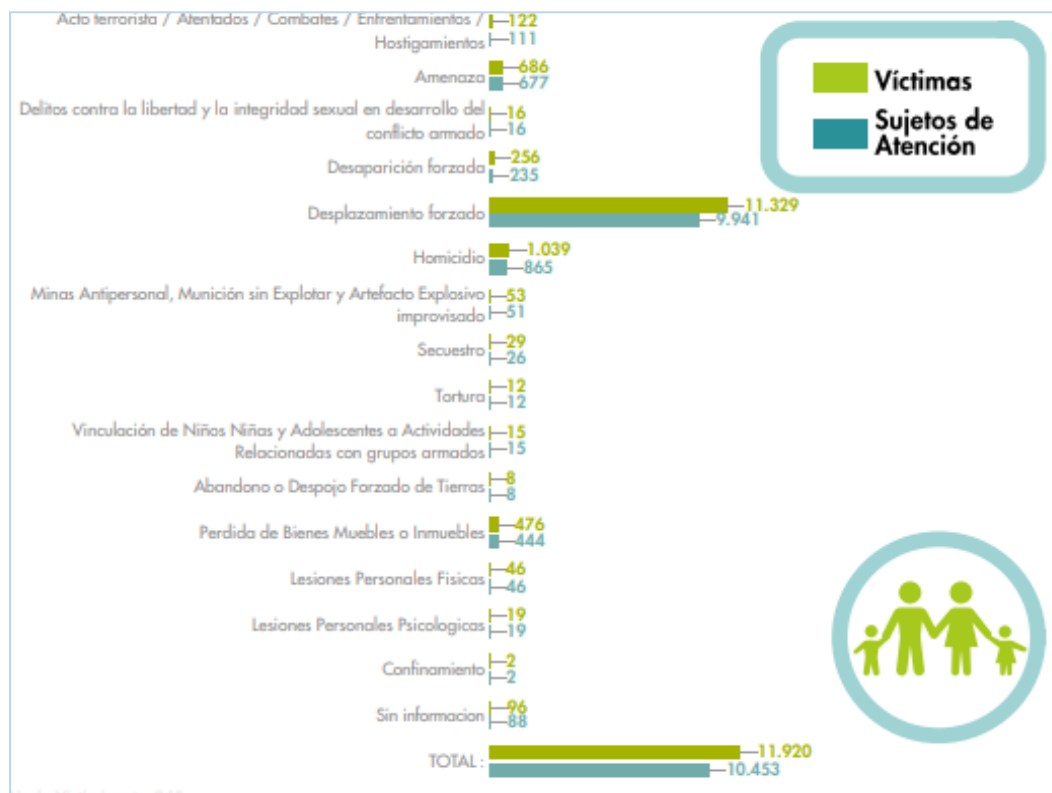 Acto terrorista / Atentados / Combates / Enfrentamientos /
Hostigamientos
122
111
Amenaza
686
677
Delitos contra la libertad y la integridad sexual en desarrollo del
conflicto armado
16
16
Desaparición forzada
256
235
Desplazamiento forzado
11.329
9.941
Homicidio
1.039
865
Minas Antipersonal, Munición sin Explotar y Artefacto Explosivo
improvisado
53
51
Secuestro
29
26
Tortura
12
12
Vinculación de Niños Niñas y Adolescentes a Actividades
Relacionadas con grupos armados
15
15
Abandono o Despojo Forzado de Tierras
8
8
Perdida de Bienes Muebles o Inmuebles
476
444
Lesiones Personales Fisicas
46
46
Lesiones Personales Psicologicas
19
19
Confinamiento
2
2
Sin informacion
96
88
TOTAL :
11.920
10.453
Víctimas
Sujetos de
Atención